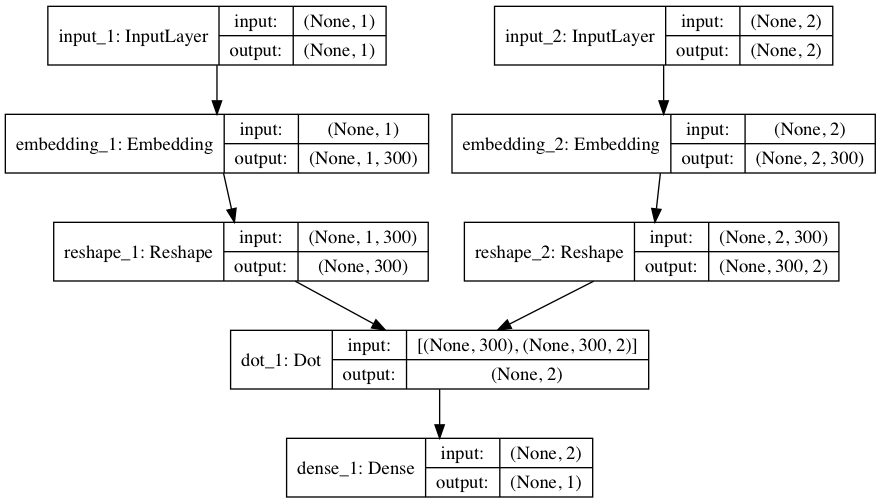 input_1: InputLayer
input: (None, 1)
output: (None, 1)
input_2: InputLayer
input: (None, 2)
output: (None, 2)
embedding_1: Embedding
input: (None, 1)
output: (None, 1, 300)
embedding_2: Embedding
input: (None, 2)
output: (None, 2, 300)
reshape_1: Reshape
input: (None, 1, 300)
output: (None, 300)
reshape_2: Reshape
input: (None, 2, 300)
output: (None, 300, 2)
dot_1: Dot
input: [(None, 300), (None, 300, 2)]
output: (None, 2)
dense_1: Dense
input: (None, 2)
output: (None, 1)